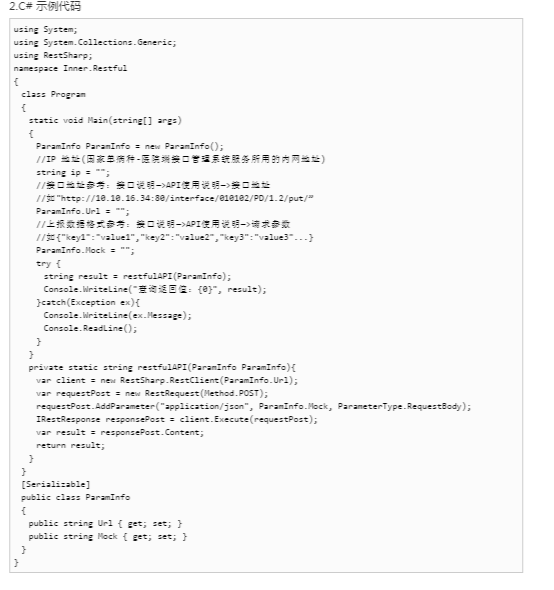 2.C# 示例代码
using System;
using System.Collections.Generic;
using RestSharp;
namespace Inner.Restful
{
class Program
{
static void Main(string[] args)
{
ParamInfo ParamInfo = new ParamInfo();
//IP 地址(国家单病种-医院端接口管理系统服务所用的内网地址)
string ip = "";
//接口地址参考: 接口说明->API使用说明->接口地址
//如"http://10.10.16.34:80/interface/010102/PD/1.2/put/"
ParamInfo.Url = "";
//上报数据格式参考: 接口说明->API使用说明->请求参数
//如{"key1":"value1","key2":"value2","key3":"value3"...}
ParamInfo.Mock = "";
try {
string result = restfulAPI(ParamInfo);
Console.WriteLine("查询返回值: {0}", result);
}catch(Exception ex){
Console.WriteLine(ex.Message);
Console.ReadLine();
}
}
private static string restfulAPI(ParamInfo ParamInfo){
var client = new RestSharp.RestClient(ParamInfo.Url);
var requestPost = new RestRequest(Method.POST);
requestPost.AddParameter("application/json", ParamInfo.Mock, ParameterType.RequestBody);
IRestResponse responsePost = client.Execute(requestPost);
var result = responsePost.Content;
return result;
}
}
[Serializable]
public class ParamInfo
{
public string Url { get; set; }
public string Mock { get; set; }
}
}